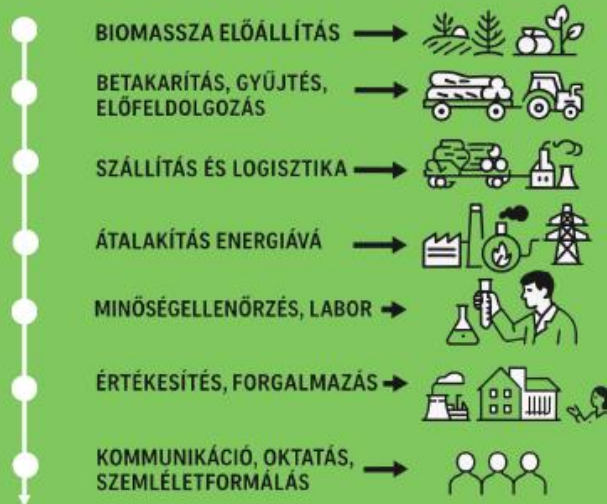 BIOMASSZA ELŐÁLLÍTÁS
BETAKARÍTÁS, GYŰJTÉS,
ELŐFELDOLGOZÁS
SZÁLLÍTÁS ÉS LOGISZTIKA
ÁTALAKÍTÁS ENERGIÁVÁ
MINŐSÉGELLENŐRZÉS, LABOR
ÉRTÉKESÍTÉS, FORGALMAZÁS
KOMMUNIKÁCIÓ, OKTATÁS,
SZEMLÉLETFORMÁLÁS